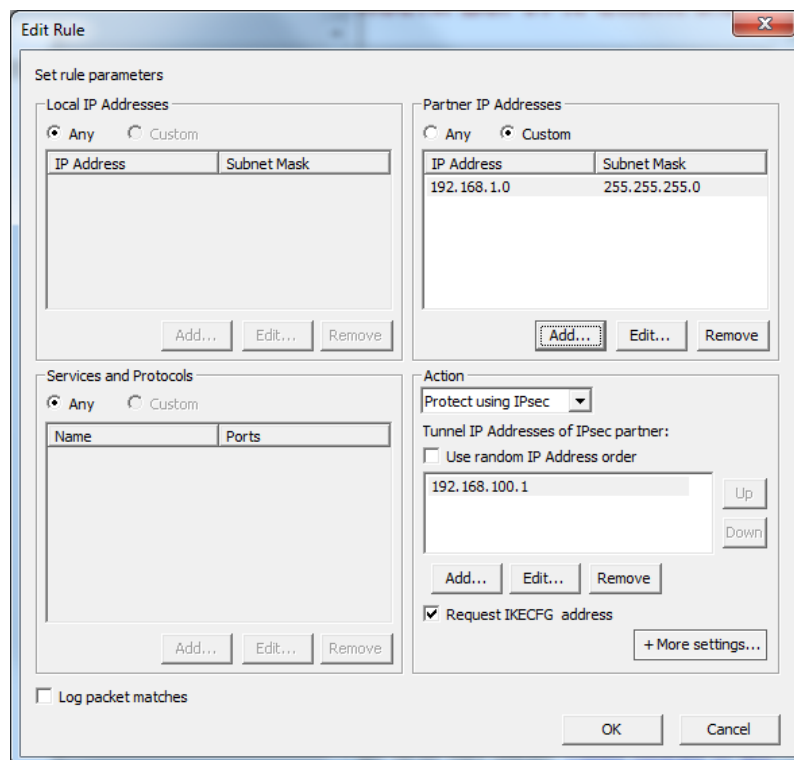 Edit Rule
Set rule parameters
Local IP Addresses
Any Custom
IP Address Subnet Mask
Add... Edit... Remove
Partner IP Addresses
Any Custom
IP Address Subnet Mask
192.168.1.0 255.255.255.0
Add... Edit... Remove
Services and Protocols
Any Custom
Name Ports
Add... Edit... Remove
Action
Protect using IPsec
Tunnel IP Addresses of IPsec partner:
Use random IP Address order
192.168.100.1
Up
Down
Add... Edit... Remove
Request IKECFG address
+More settings...
Log packet matches
OK Cancel